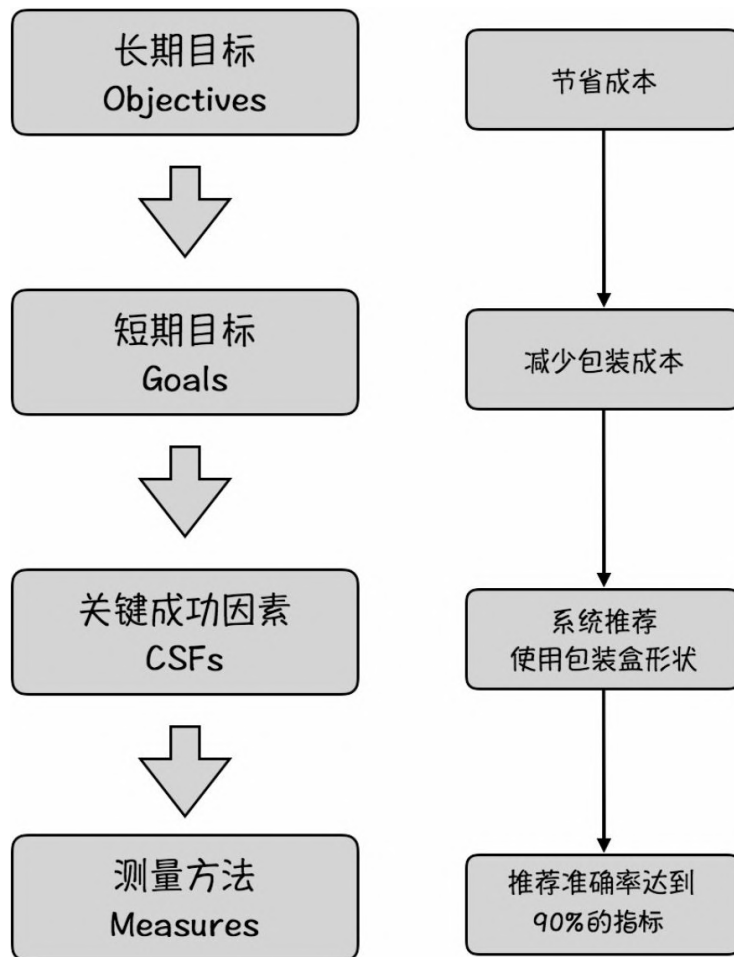 长期目标
Objectives
节省成本
短期目标
Goals
减少包装成本
关键成功因素
CSFs
系统推荐
使用包装盒形状
测量方法
Measures
推荐准确率达到
90%的指标